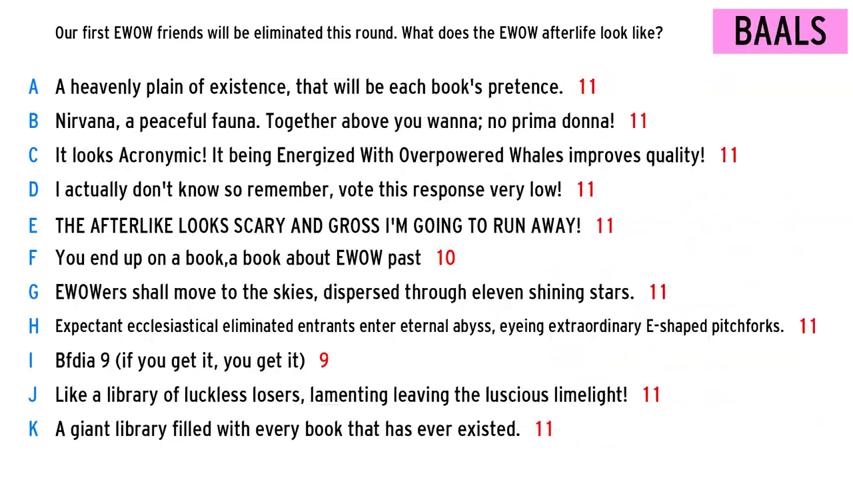 Our first EWOW friends will be eliminated this round. What does the EWOW afterlife look like?
BAALS
A A heavenly plain of existence, that will be each book's pretence. 11
B Nirvana, a peaceful fauna. Together above you wanna; no prima donna! 11
C It looks Acronymic! It being Energized With Overpowered Whales improves quality! 11
D I actually don't know so remember, vote this response very low! 11
E THE AFTERLIKE LOOKS SCARY AND GROSS I'M GOING TO RUN AWAY! 11
F You end up on a book,a book about EWOW past 10
G EWOWers shall move to the skies, dispersed through eleven shining stars. 11
H Expectant ecclesiastical eliminated entrants enter eternal abyss, eyeing extraordinary E-shaped pitchforks. 11
I Bfdia 9 (if you get it, you get it) 9
J Like a library of luckless losers, lamenting leaving the luscious limelight! 11
K A giant library filled with every book that has ever existed. 11